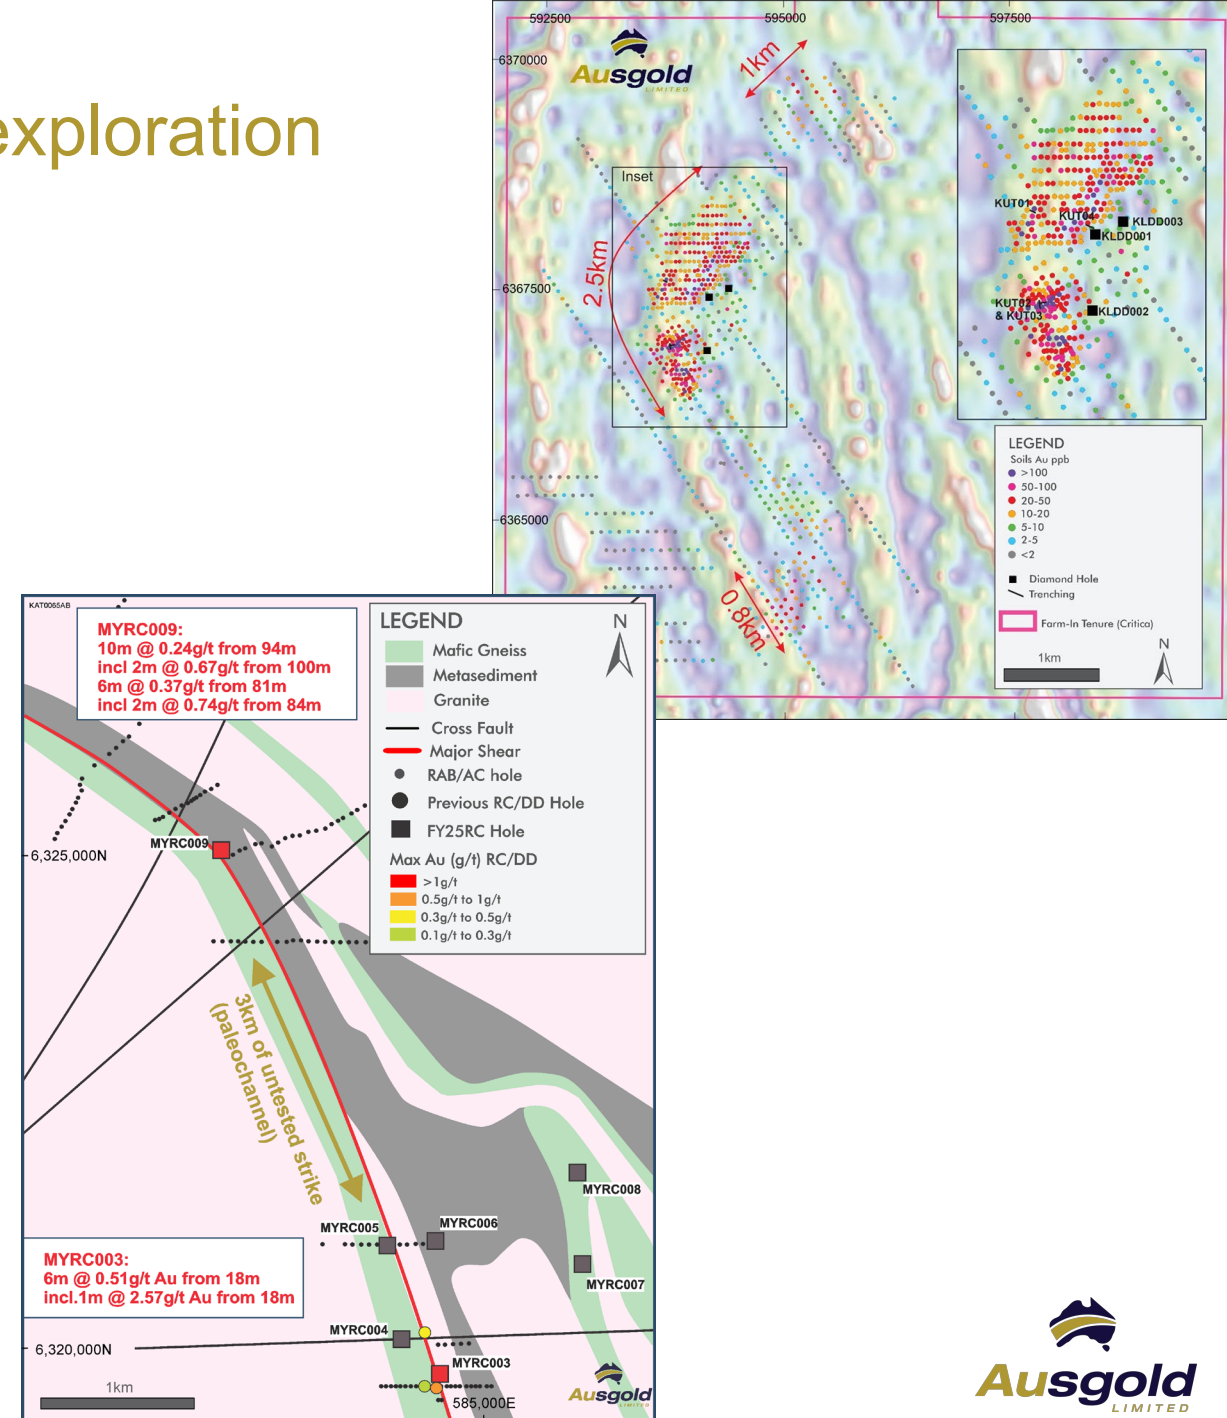 exploration
592500
595000
597500
6370000
6367500
6365000
Ausgold
LIMITED
1km
Inset
2.5km
0.8km
KUT01
KUT04
KLDD003
KLDD001
KUT02
& KUT03
KLDD002
LEGEND
Soils Au ppb
>100
50-100
20-50
10-20
5-10
2-5
<2
Diamond Hole
Trenching
Farm-In Tenure (Critica)
1km
N
KAT0065AB
MYRC009:
10m @ 0.24g/t from 94m
incl 2m @ 0.67g/t from 100m
6m @ 0.37g/t from 81m
incl 2m @ 0.74g/t from 84m
LEGEND
N
Mafic Gneiss
Metasediment
Granite
Cross Fault
Major Shear
RAB/AC hole
Previous RC/DD Hole
FY25RC Hole
Max Au (g/t) RC/DD
>1g/t
0.5g/t to 1g/t
0.3g/t to 0.5g/t
0.1g/t to 0.3g/t
MYRC009
6,325,000N
3km of untested strike
(paleochannel)
MYRC008
MYRC005
MYRC006
MYRC007
MYRC003:
6m @ 0.51g/t Au from 18m
incl.1m @ 2.57g/t Au from 18m
MYRC004
6,320,000N
MYRC003
1km
585,000E
Ausgold
LIMITED
Ausgold
LIMITED